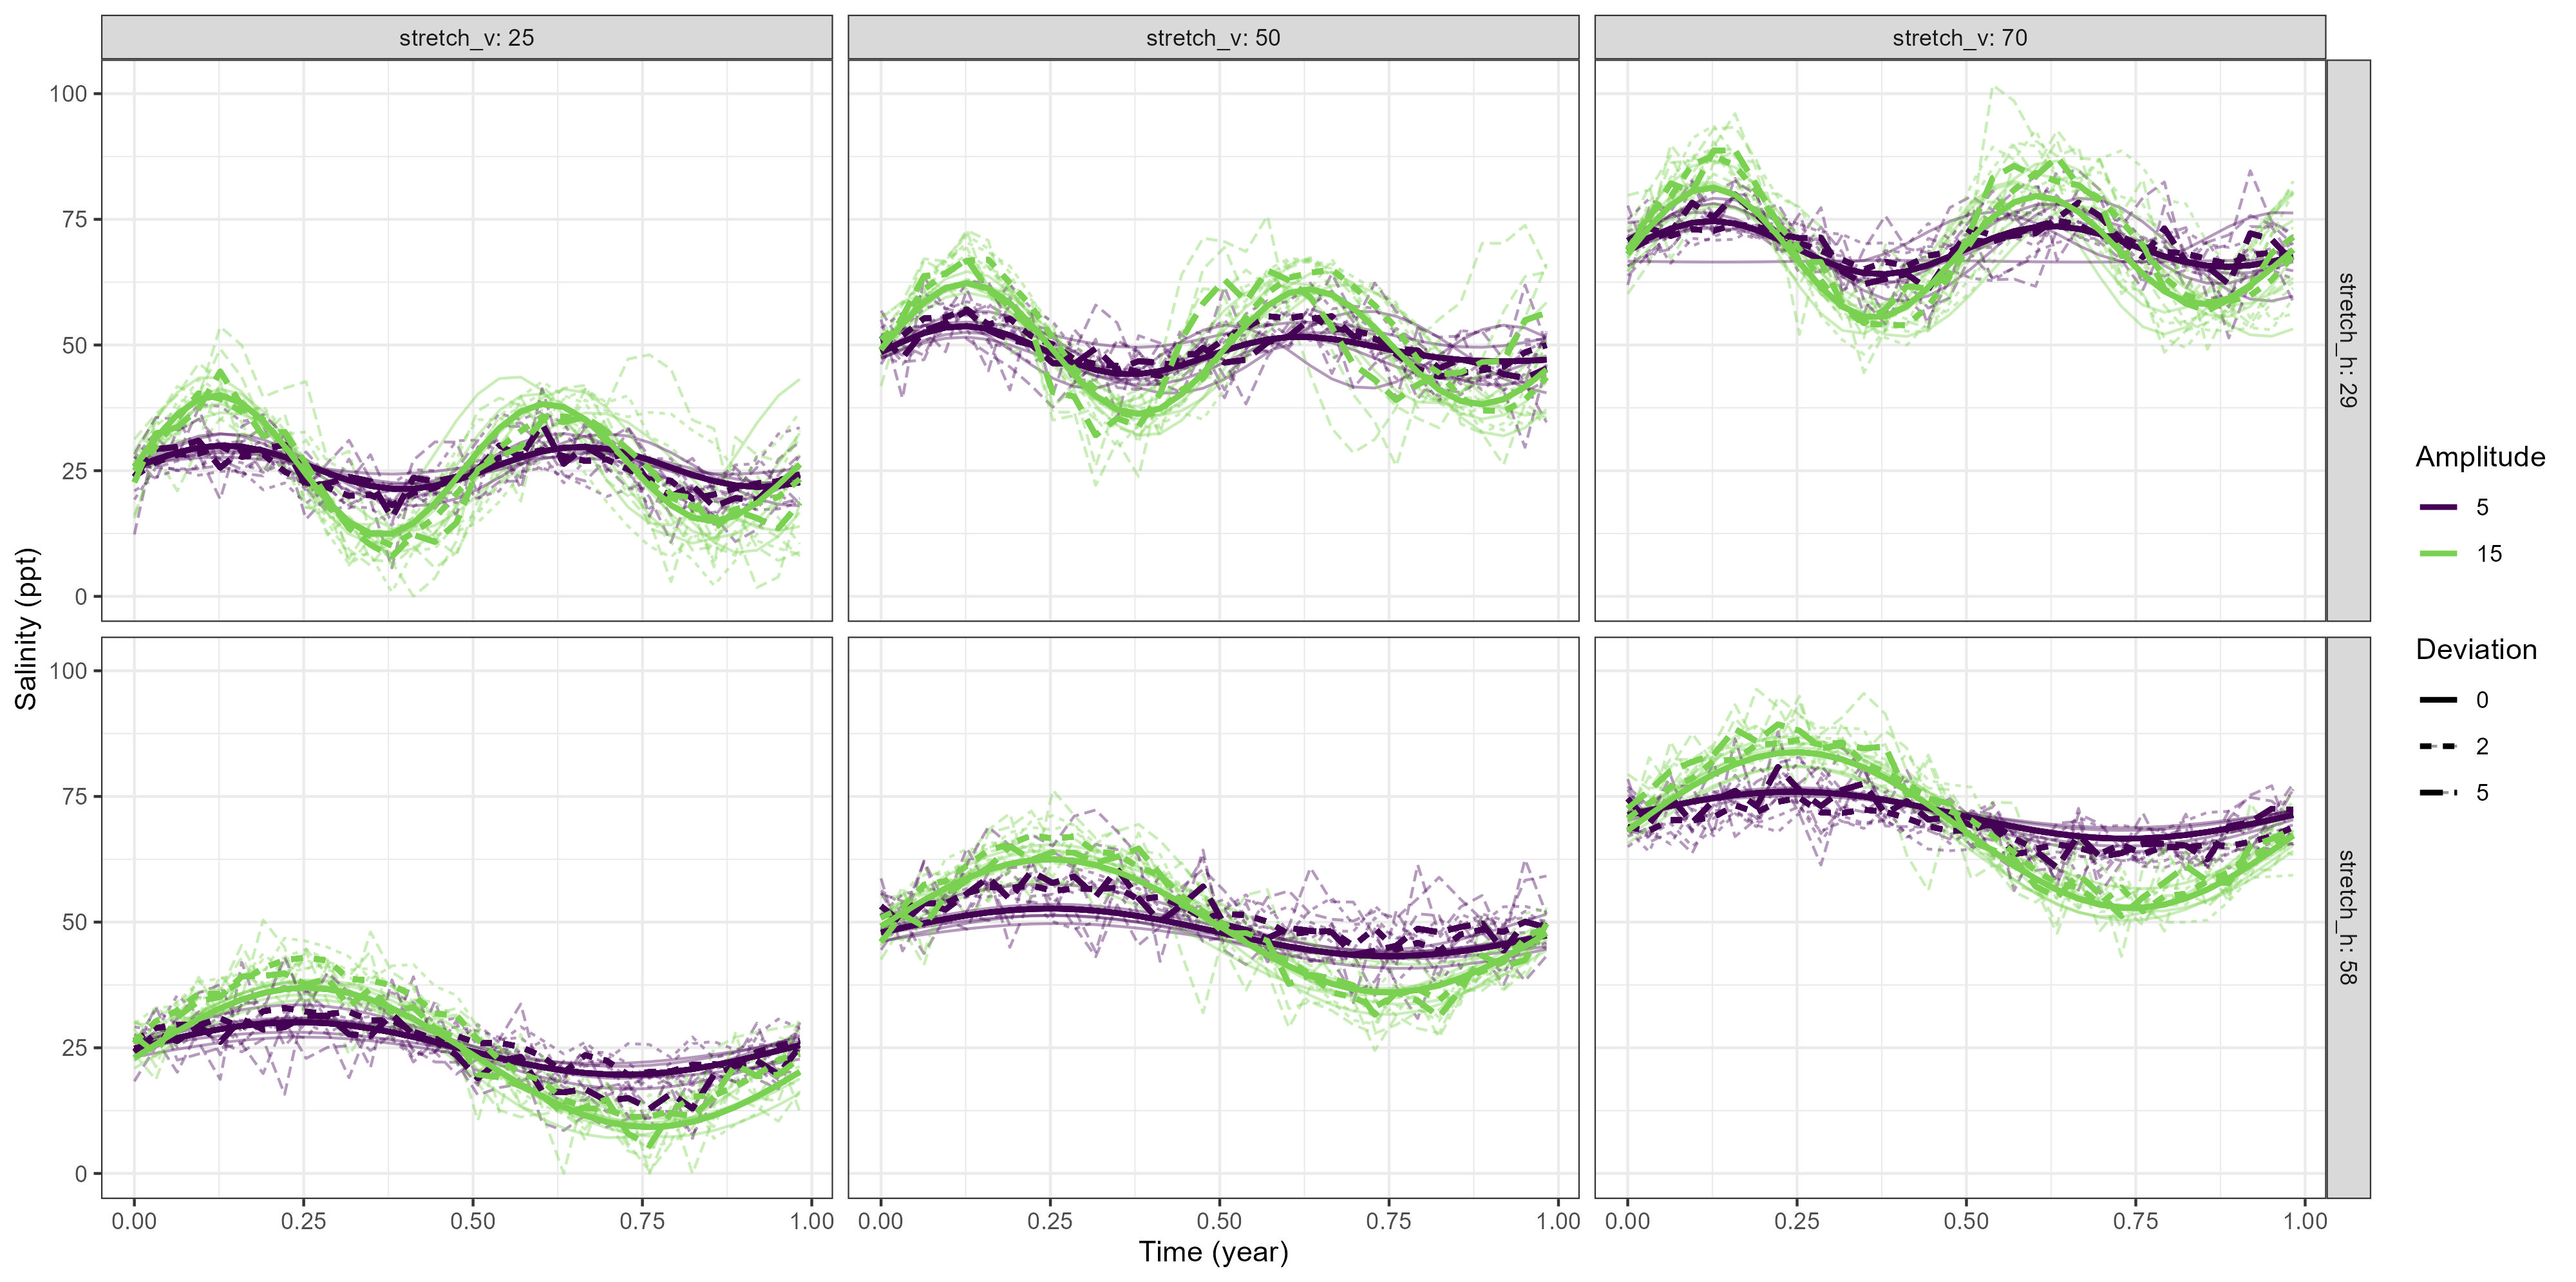 stretch_v: 25
stretch_v: 50
stretch_v: 70
100
75
50
25
0
stretch_h: 29
100
75
50
25
0
stretch_h: 58
Salinity (ppt)
0.00 0.25 0.50 0.75 1.00
0.00 0.25 0.50 0.75 1.00
0.00 0.25 0.50 0.75 1.00
Time (year)
Amplitude
5
15
Deviation
0
2
5